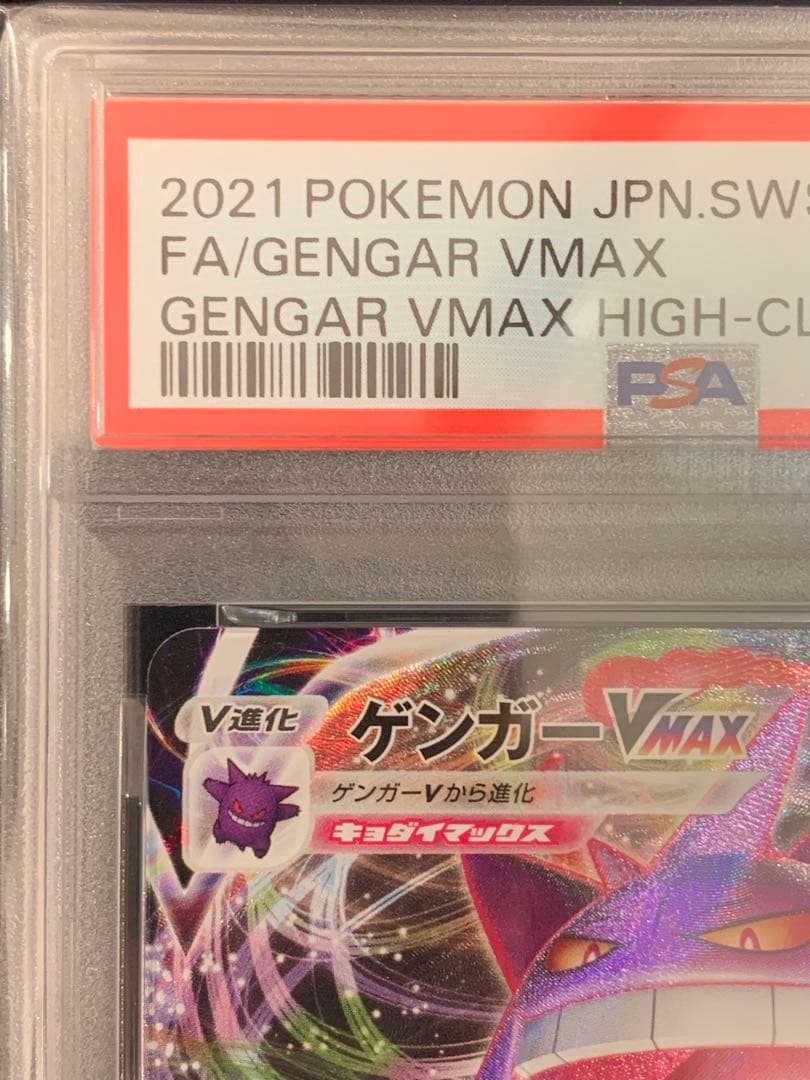 2021 POKEMON JPN.SWS
FA/GENGAR VMAX
GENGAR VMAX HIGH-CL
PSA
V進化
ゲンガーVMAX
ゲンガーVから進化
キョダイマックス